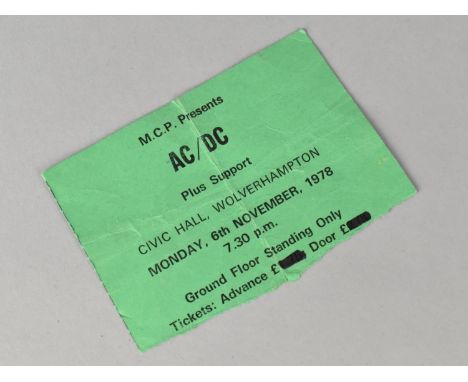 M.C.P. Presents
AC/DC
Plus Support
CIVIC HALL, WOLVERHAMPTON
MONDAY, 6th NOVEMBER, 1978
7.30 p.m.
Ground Floor Standing Only
Tickets: Advance £ Door £